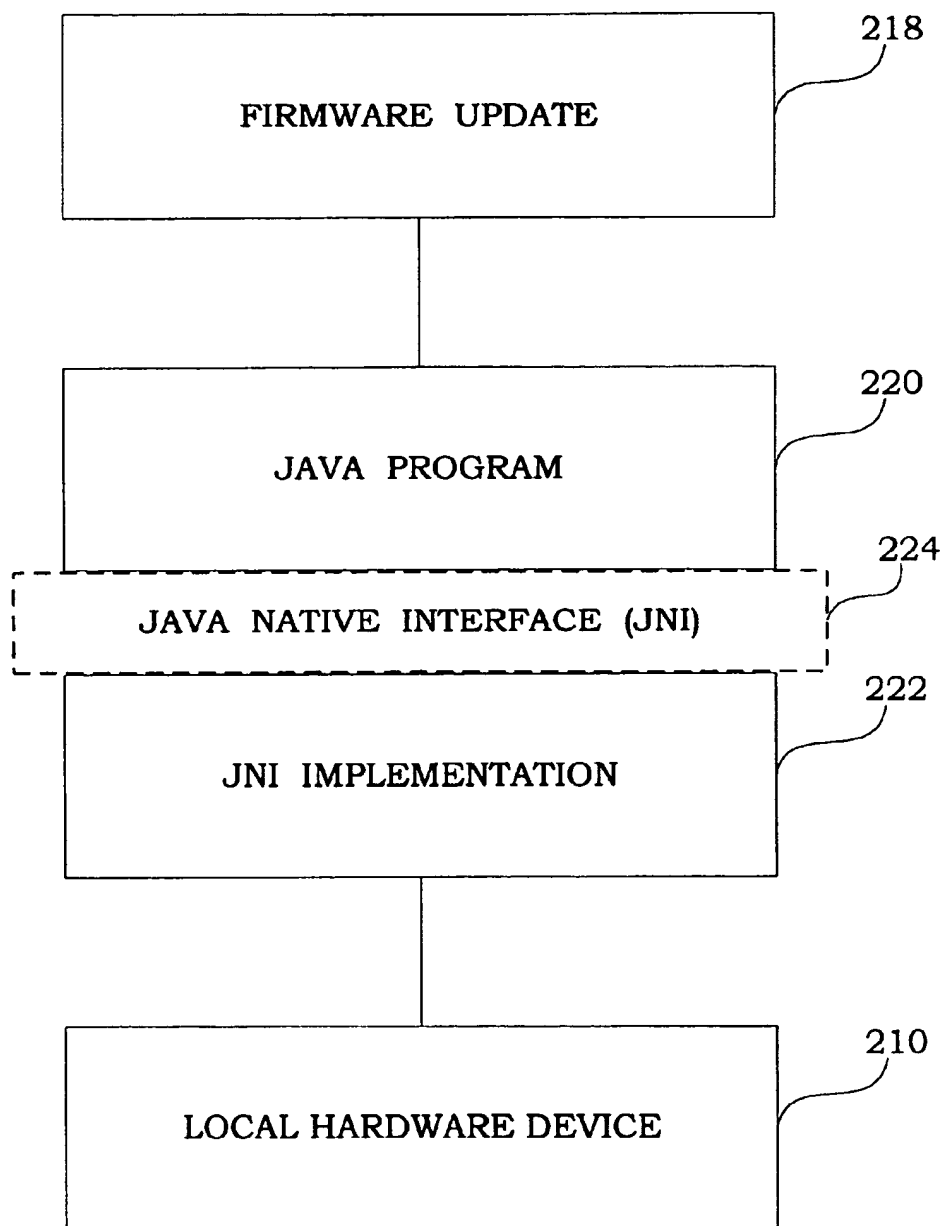 218
FIRMWARE UPDATE
220
JAVA PROGRAM
224
JAVA NATIVE INTERFACE (JNI)
222
JNI IMPLEMENTATION
210
LOCAL HARDWARE DEVICE